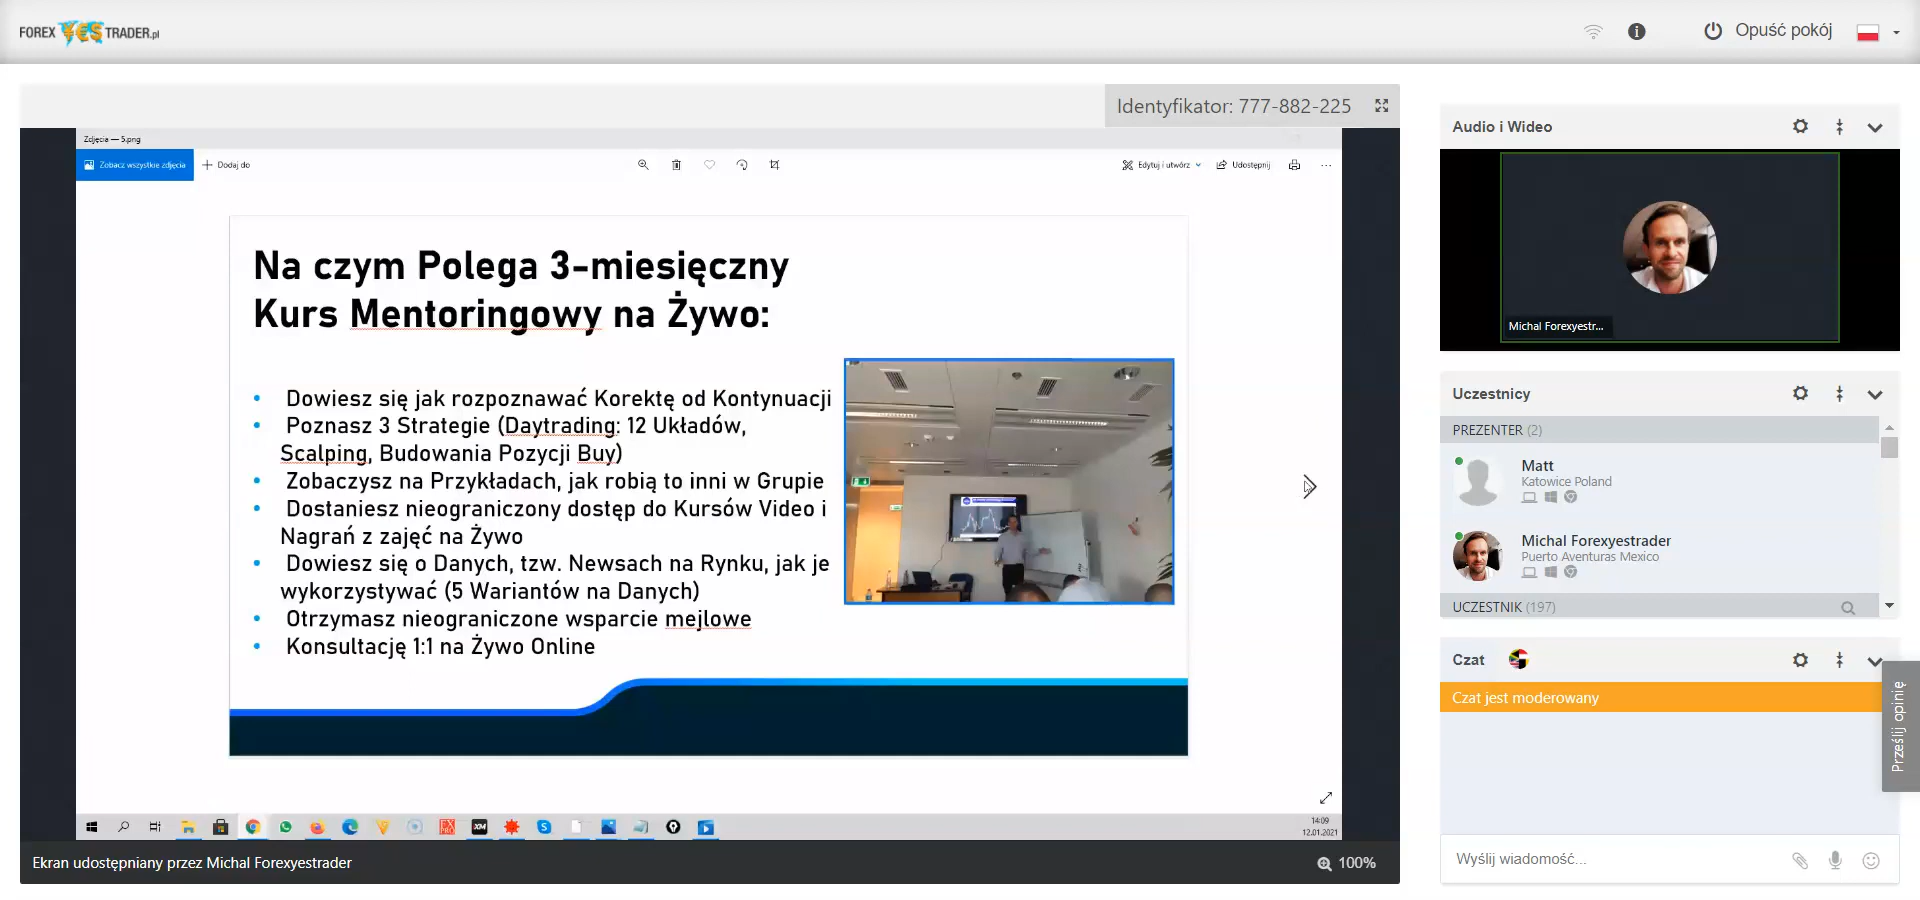 FOREX YES TRADER.pl
Opuść pokój
Identyfikator: 777-882-225
Zdjęcia — 5.png
Zobacz wszystkie zdjęcia
Dodaj do
Edytuj i utwórz
Udostępnij
Na czym Polega 3-miesięczny
Kurs Mentoringowy na Żywo:
• Dowiesz się jak rozpoznawać Korektę od Kontynuacji
• Poznasz 3 Strategie (Daytrading: 12 Układów,
Scalping, Budowania Pozycji Buy)
• Zobaczysz na Przykładach, jak robią to inni w Grupie
• Dostaniesz nieograniczony dostęp do Kursów Video i
Nagrań z zajęć na Żywo
• Dowiesz się o Danych, tzw. Newsach na Rynku, jak je
wykorzystywać (5 Wariantów na Danych)
• Otrzymasz nieograniczone wsparcie mejlowe
• Konsultację 1:1 na Żywo Online
XM
14:09
12.01.2021
Ekran udostępniany przez Michal Forexyestrader
100%
Audio i Wideo
Michal Forexyestr...
Uczestnicy
PREZENTER (2)
Matt
Katowice Poland
Michal Forexyestrader
Puerto Aventuras Mexico
UCZESTNIK (197)
Czat
Czat jest moderowany
Prześlij opinię
Wyślij wiadomość...